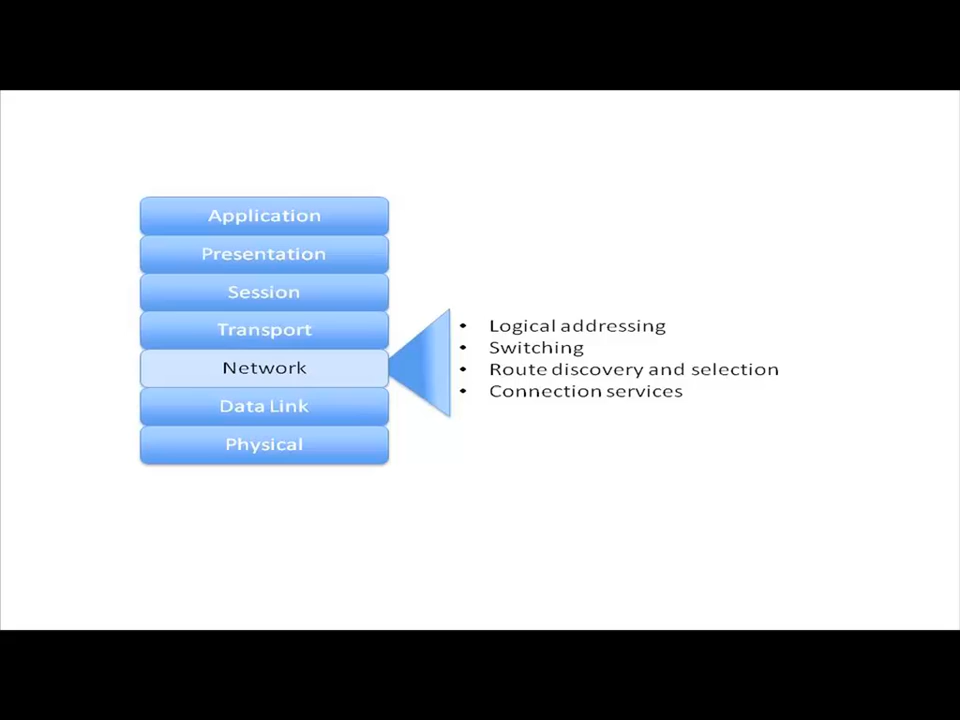 Application
Presentation
Session
Transport
Network
Data Link
Physical
• Logical addressing
• Switching
• Route discovery and selection
• Connection services